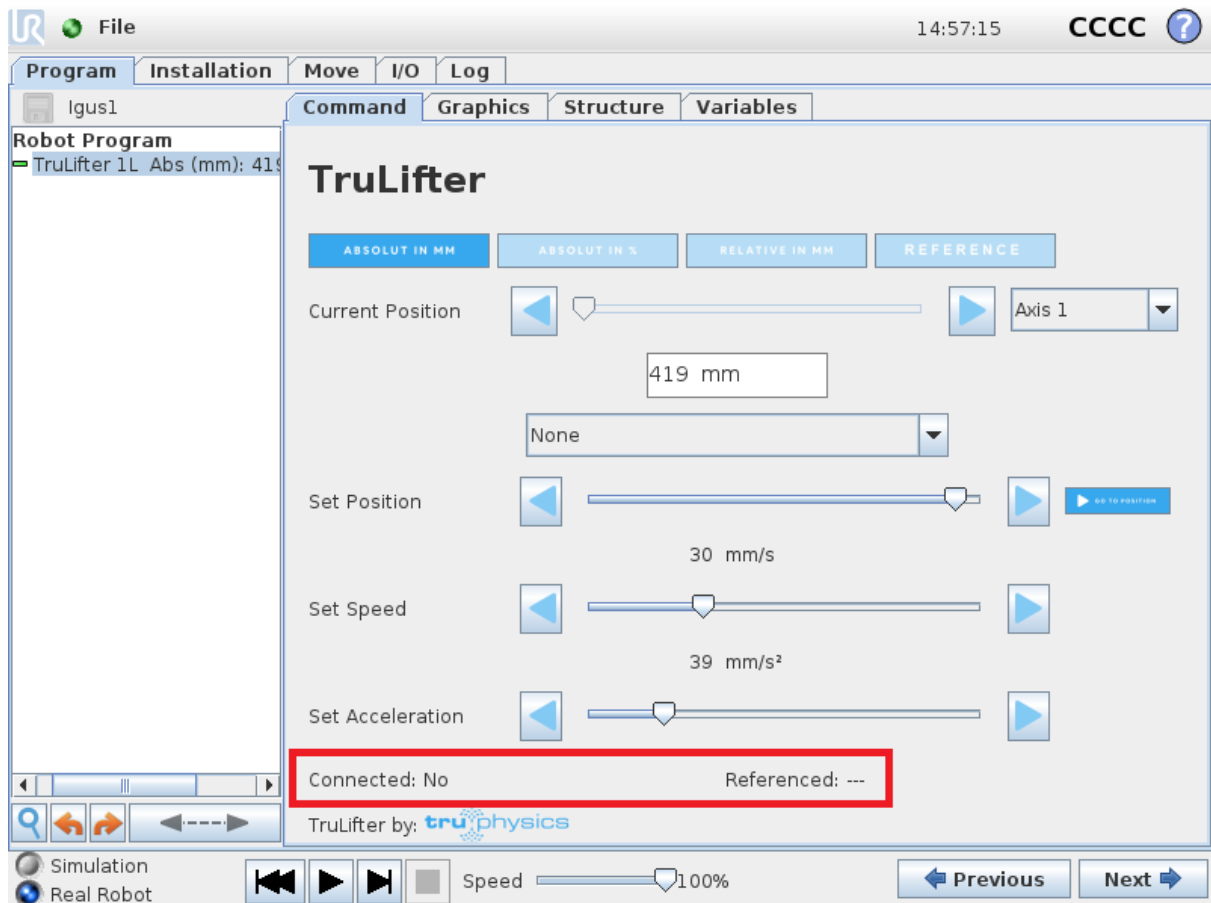 UR File 14:57:15 CCCC ?
Program Installation Move I/O Log
Igus1 Command Graphics Structure Variables
Robot Program
TruLifter 1L Abs (mm): 419
TruLifter
ABSOLUT IN MM ABSOLUT IN % RELATIVE IN MM REFERENCE
Current Position Axis 1
419 mm
None
Set Position GO TO POSITION
30 mm/s
Set Speed
39 mm/s²
Set Acceleration
Connected: No Referenced: ---
TruLifter by: truphysics
Simulation
Real Robot
Speed 100% Previous Next